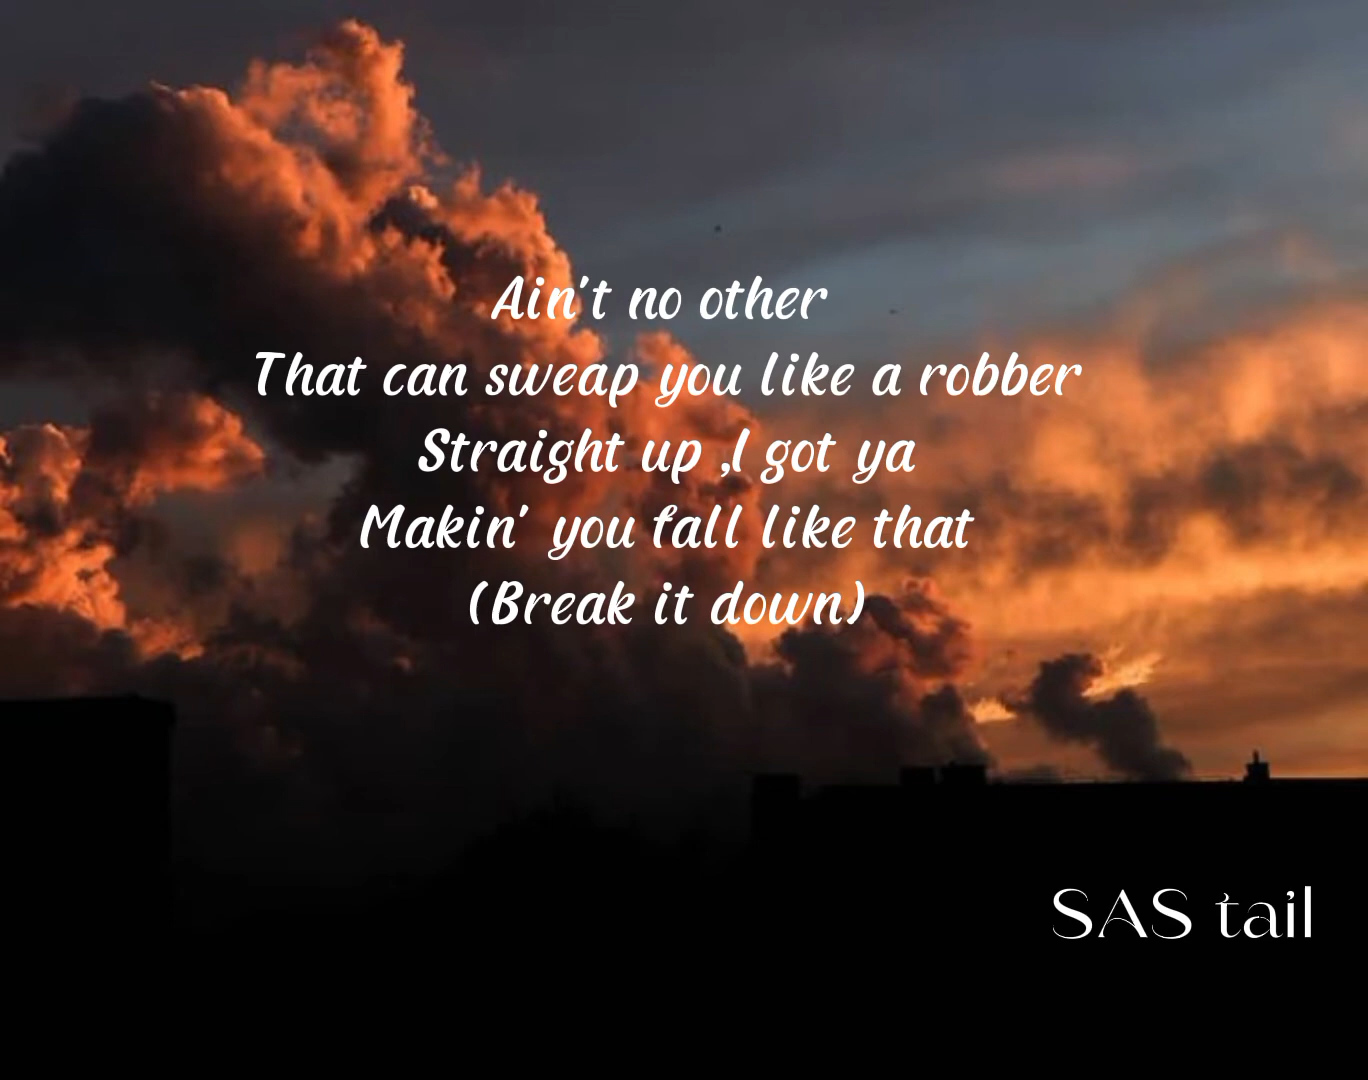 Ain't no other
That can sweap you like a robber
Straight up ,I got ya
Makin' you fall like that
(Break it down)
SAS tail